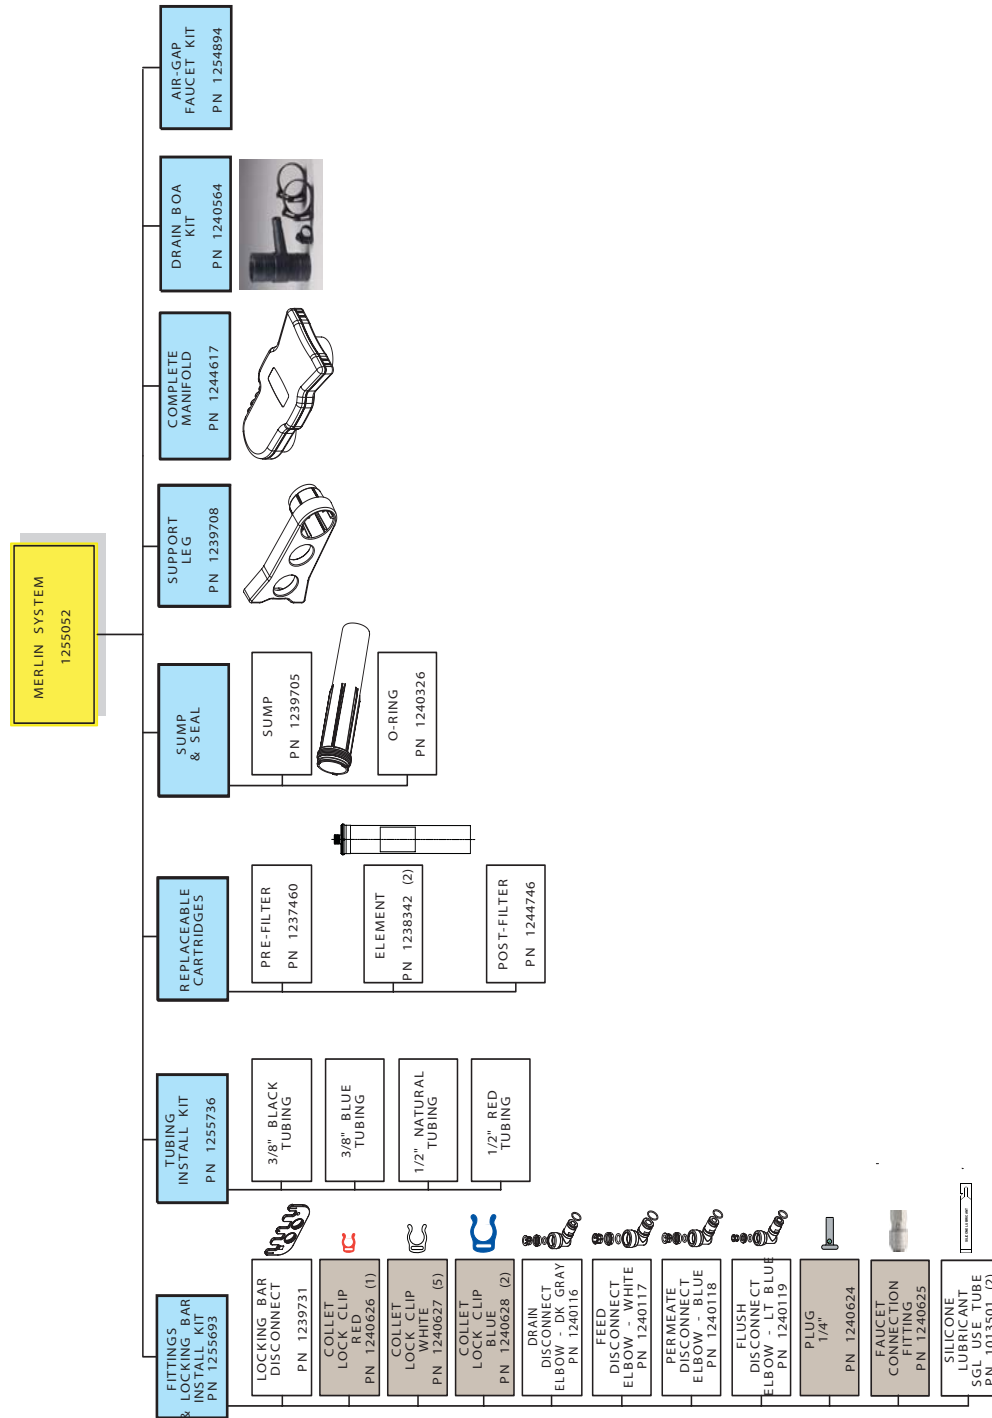 MERLIN SYSTEM
1255052
FITTINGS
& LOCKING BAR
INSTALL KIT
PN 1255693
LOCKING BAR
DISCONNECT
PN 1239731
COLLET
LOCK CLIP
RED
PN 1240626 (1)
COLLET
LOCK CLIP
WHITE
PN 1240627 (5)
COLLET
LOCK CLIP
BLUE
PN 1240628 (2)
DRAIN
DISCONNECT
ELBOW - DK GRAY
PN 1240116
FEED
DISCONNECT
ELBOW - WHITE
PN 1240117
PERMEATE
DISCONNECT
ELBOW - BLUE
PN 1240118
FLUSH
DISCONNECT
ELBOW - LT BLUE
PN 1240119
PLUG
1/4"
PN 1240624
FAUCET
CONNECTION
FITTING
PN 1240625
SILICONE
LUBRICANT
SGL USE TUBE
PN 1013501 (2)
TUBING
INSTALL KIT
PN 1255736
3/8" BLACK
TUBING
3/8" BLUE
TUBING
1/2" NATURAL
TUBING
1/2" RED
TUBING
REPLACEABLE
CARTRIDGES
PRE-FILTER
PN 1237460
ELEMENT
PN 1238342 (2)
POST-FILTER
PN 1244746
SUMP
& SEAL
SUMP
PN 1239705
O-RING
PN 1240326
SUPPORT
LEG
PN 1239708
COMPLETE
MANIFOLD
PN 1244617
DRAIN BOA
KIT
PN 1240564
AIR-GAP
FAUCET KIT
PN 1254894